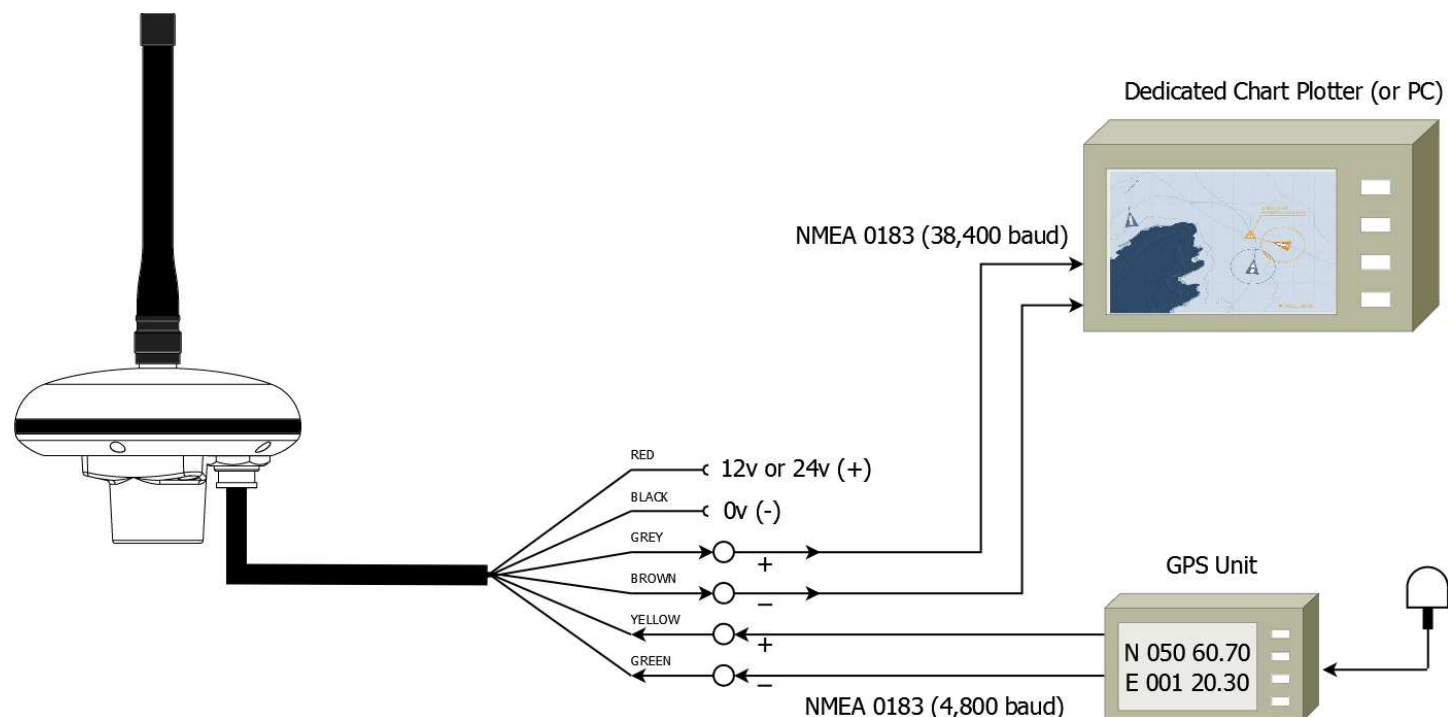 Dedicated Chart Plotter (or PC)
NMEA 0183 (38,400 baud)
RED
12v or 24v (+)
BLACK
0v (-)
GREY
+
BROWN
–
GPS Unit
YELLOW
+
N 050 60.70
GREEN
–
E 001 20.30
NMEA 0183 (4,800 baud)